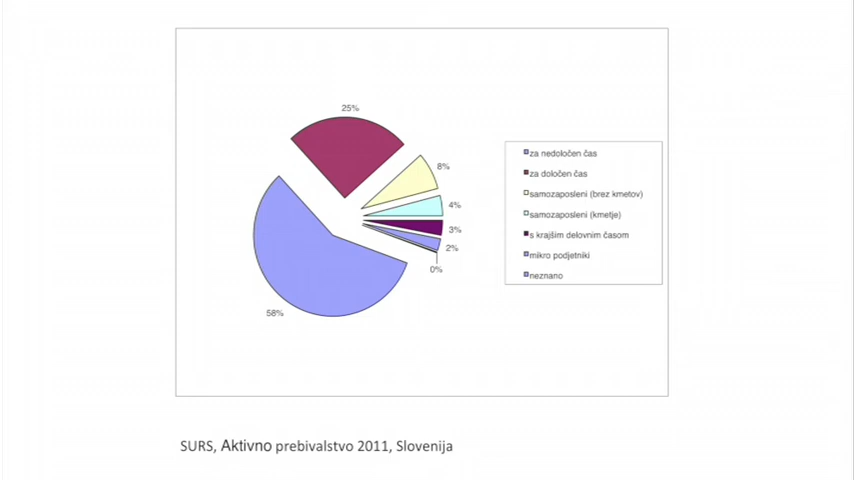 25%
8%
4%
3%
2%
0%
58%
za nedoločen čas
za določen čas
samozaposleni (brez kmetov)
samozaposleni (kmetje)
s krajšim delovnim časom
mikro podjetniki
neznano
SURS, Aktivno prebivalstvo 2011, Slovenija